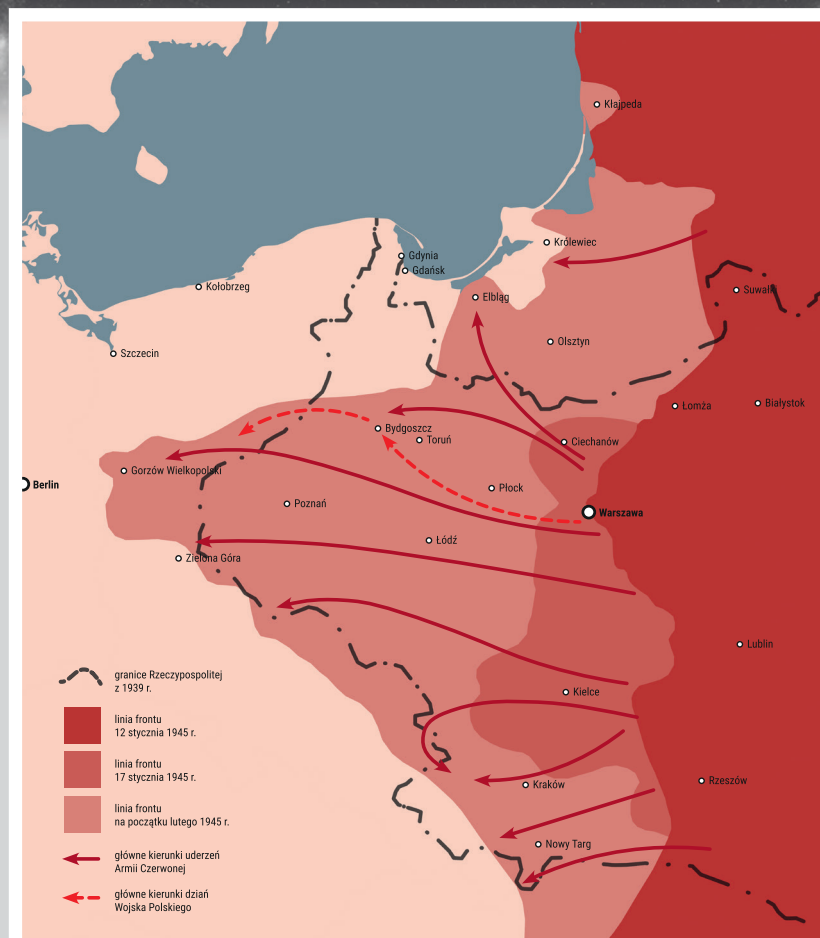 Kłajpeda
Królewiec
Gdynia
Gdańsk
Suwałki
Kołobrzeg
Elbląg
Olsztyn
Szczecin
Łomża
Białystok
Bydgoszcz
Toruń
Ciechanów
Gorzów Wielkopolski
Berlin
Płock
Poznań
Warszawa
Łódź
Zielona Góra
Lublin
granice Rzeczypospolitej
z 1939 r.
Kielce
linia frontu
12 stycznia 1945 r.
linia frontu
17 stycznia 1945 r.
Rzeszów
Kraków
linia frontu
na początku lutego 1945 r.
Nowy Targ
główne kierunki uderzeń
Armii Czerwonej
główne kierunki dziań
Wojska Polskiego